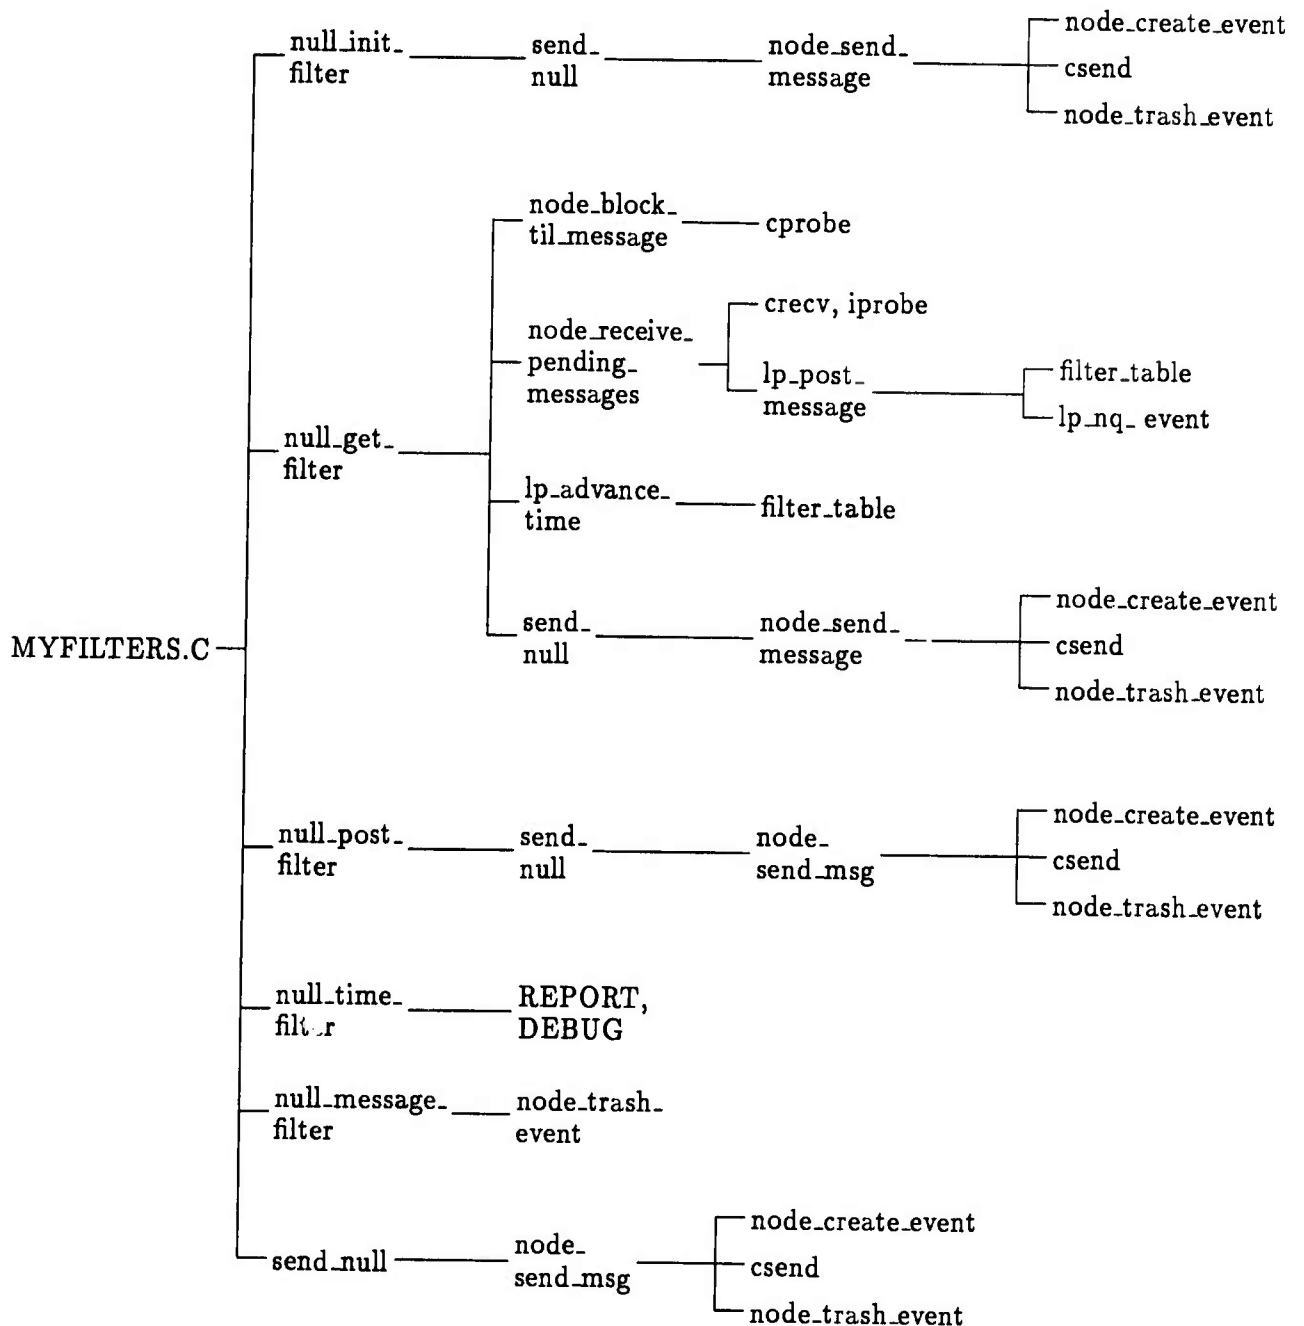 null_init_
filter
send_
null
node_send_
message
node_create_event
csend
node_trash_event
node_block_
til_message
cprobe
node_receive_
pending_
messages
crecv, iprobe
lp_post_
message
filter_table
lp_nq_ event
null_get_
filter
lp_advance_
time
filter_table
send_
null
node_send_
message
node_create_event
csend
node_trash_event
MYFILTERS.C
null_post_
filter
send_
null
node_
send_msg
node_create_event
csend
node_trash_event
null_time_
REPORT,
DEBUG
null_message_
filter
node_trash_
event
send_null
node_
send_msg
node_create_event
csend
node_trash_event